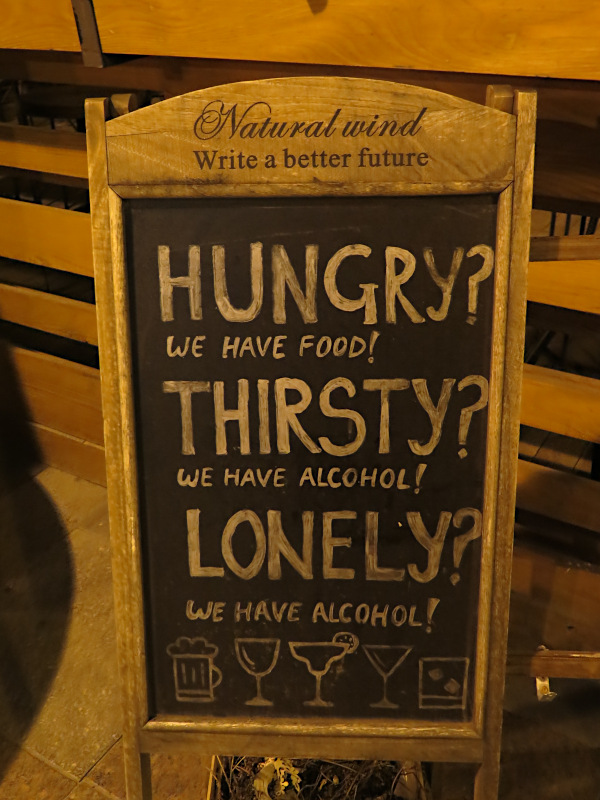 Natural wind
Write a better future
HUNGRY?
WE HAVE FOOD!
THIRSTY?
WE HAVE ALCOHOL!
LONELY?
WE HAVE ALCOHOL!